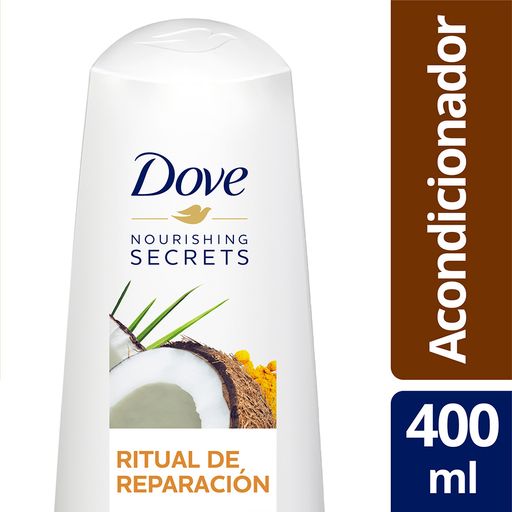 Dove
NOURISHING
SECRETS
RITUAL DE
REPARACIÓN
Acondicionador
400
ml